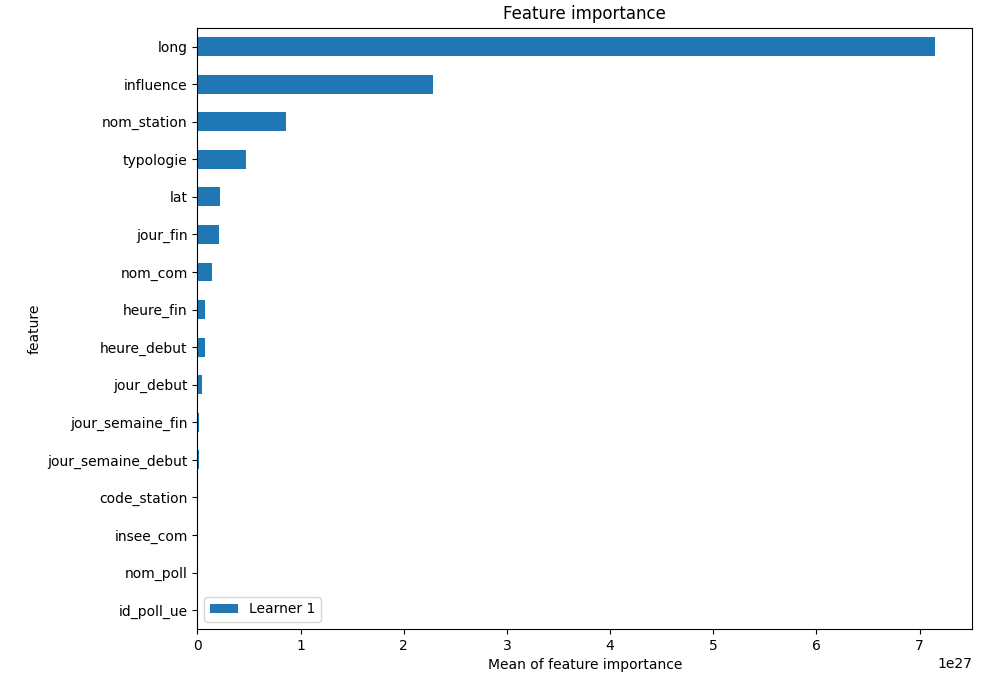 Feature importance
long
influence
nom_station
typologie
lat
jour_fin
nom_com
heure_fin
heure_debut
jour_debut
jour_semaine_fin
jour_semaine_debut
code_station
insee_com
nom_poll
id_poll_ue
feature
Learner 1
0 1 2 3 4 5 6 7
1e27
Mean of feature importance